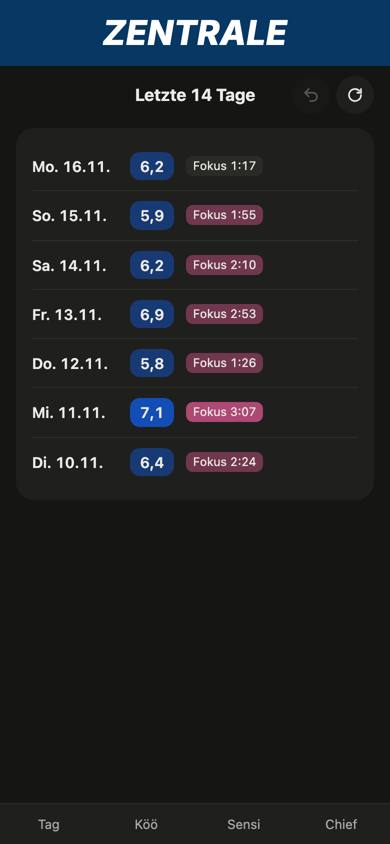 ZENTRALE
Letzte 14 Tage
Mo. 16.11. 6,2 Fokus 1:17
So. 15.11. 5,9 Fokus 1:55
Sa. 14.11. 6,2 Fokus 2:10
Fr. 13.11. 6,9 Fokus 2:53
Do. 12.11. 5,8 Fokus 1:26
Mi. 11.11. 7,1 Fokus 3:07
Di. 10.11. 6,4 Fokus 2:24
Tag Köö Sensi Chief